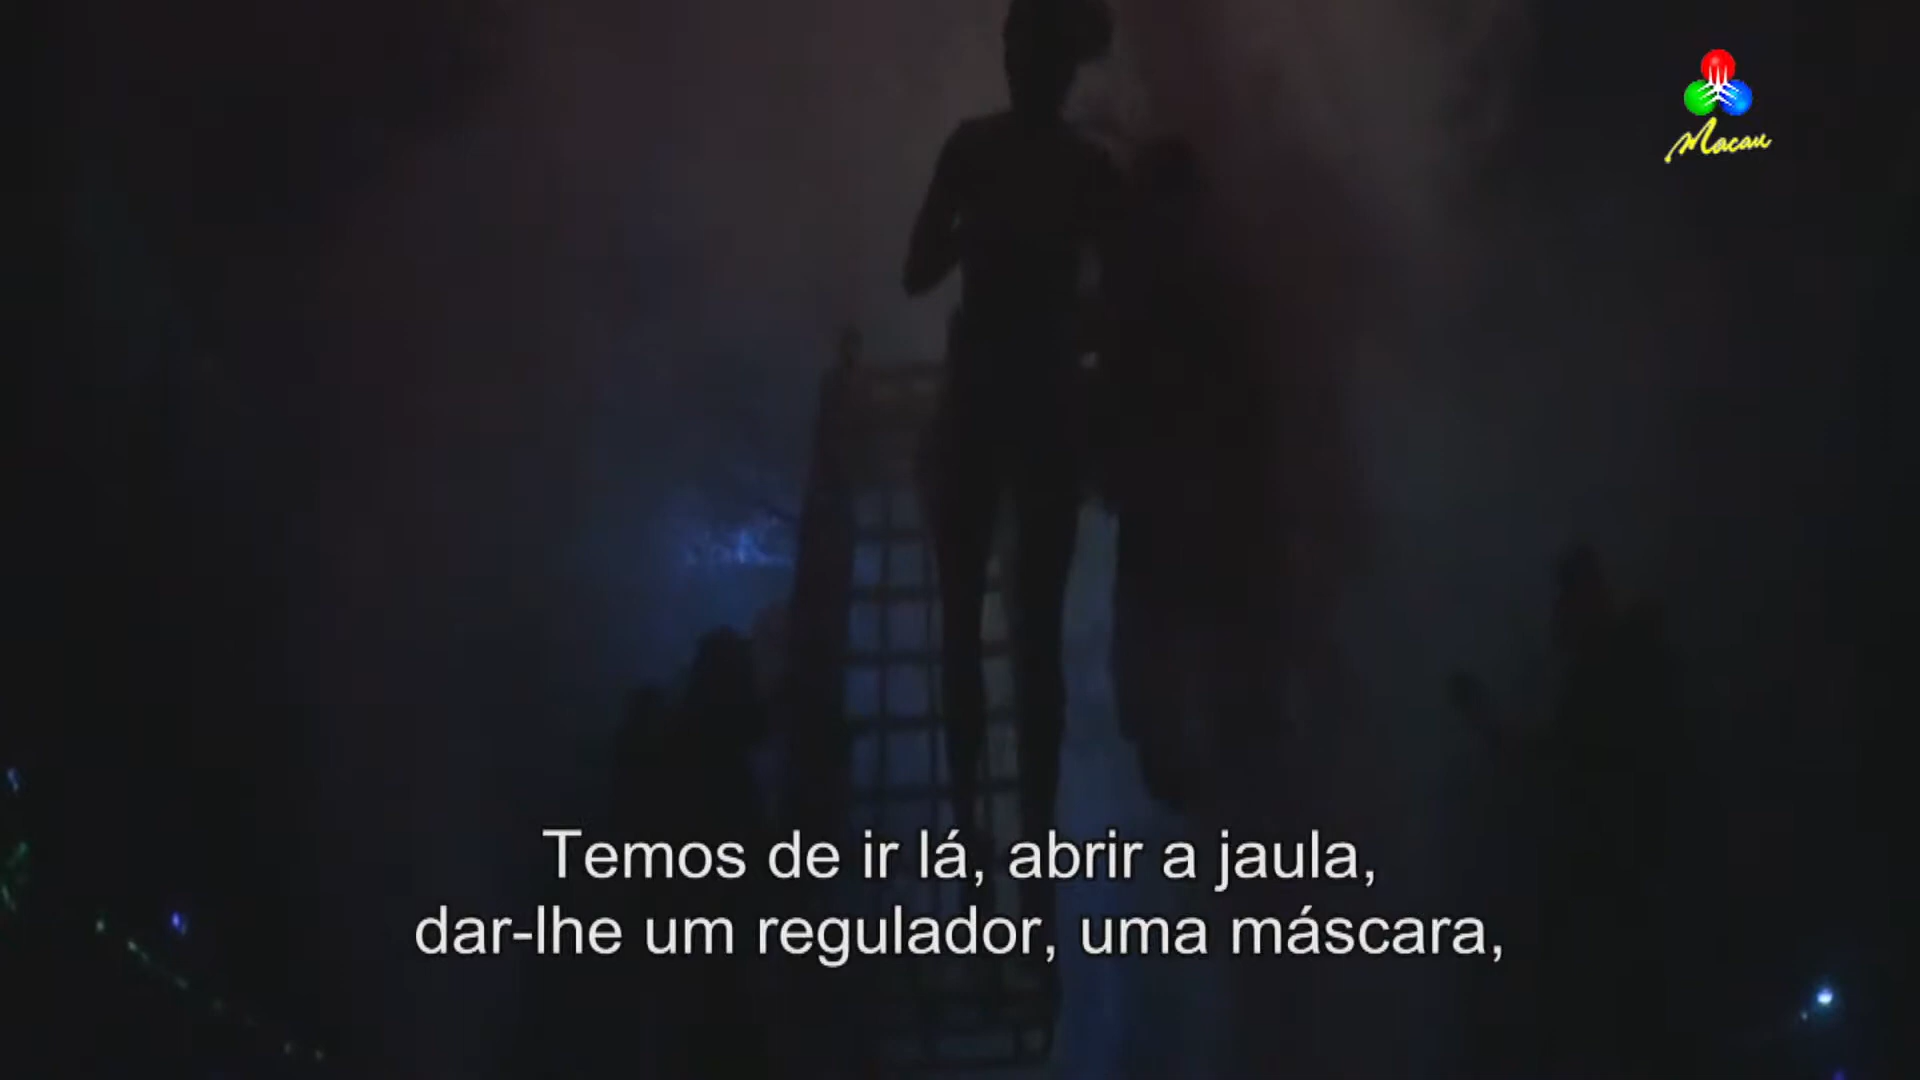 Macau
Temos de ir lá, abrir a jaula,
dar-lhe um regulador, uma máscara,